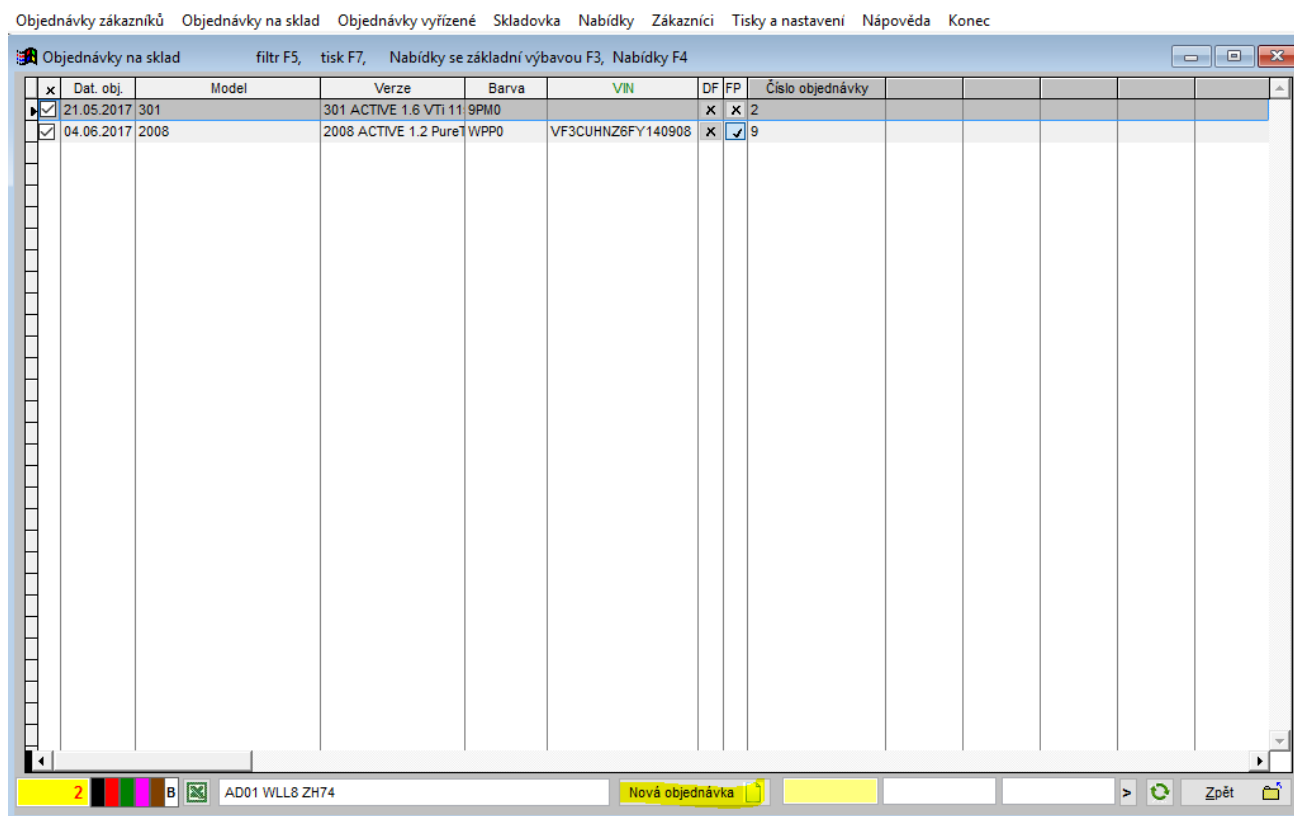 Objednávky zákazníků Objednávky na sklad Objednávky vyřízené Skladovka Nabídky Zákazníci Tisky a nastavení Nápověda Konec
Objednávky na sklad filtr F5, tisk F7, Nabídky se základní výbavou F3, Nabídky F4
x Dat. obj. Model Verze Barva VIN DF FP Číslo objednávky
21.05.2017 301 301 ACTIVE 1.6 VTi 11 9PM0 x x 2
04.06.2017 2008 2008 ACTIVE 1.2 PureT WPP0 VF3CUHNZ6FY140908 x 9
2 B AD01 WLL8 ZH74 Nová objednávka > Zpět